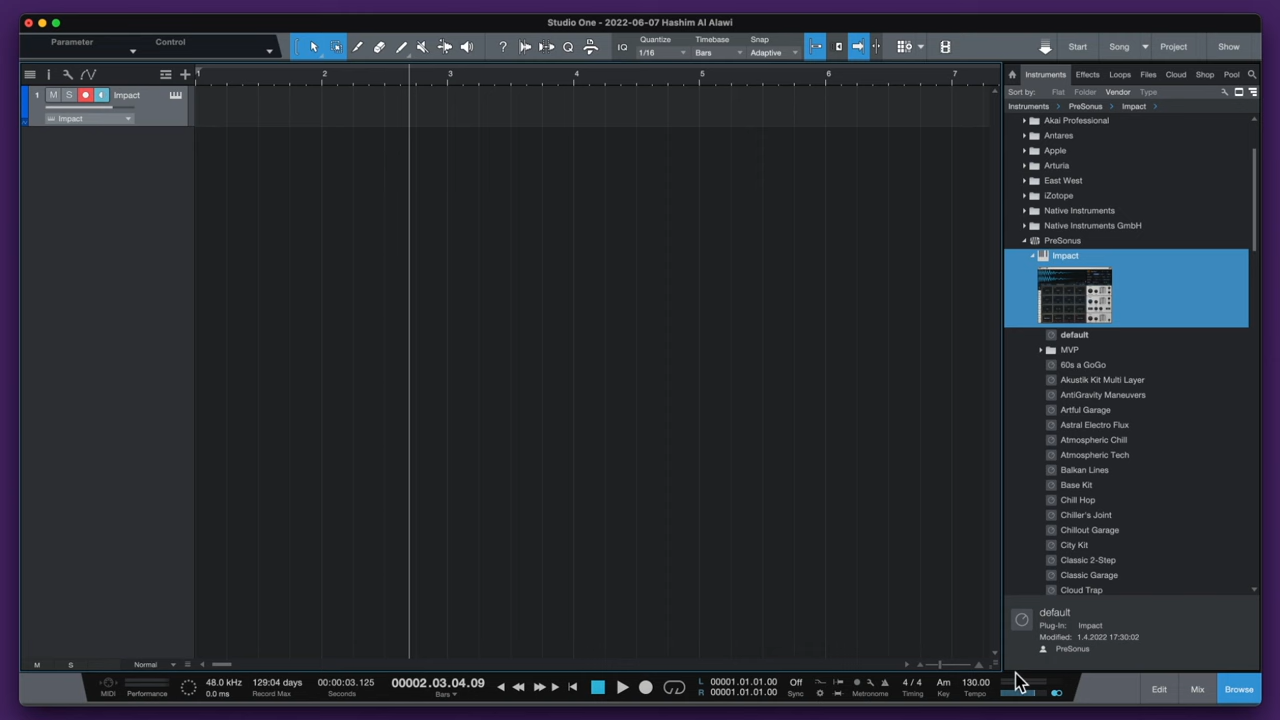 Studio One - 2022-06-07 Hashim Al Alawi
Parameter
Control
?
IQ
Quantize
1/16
Timebase
Bars
Snap
Adaptive
Start
Song
Project
Show
1
2
3
4
5
6
7
1
M
S
Impact
Impact
Instruments
Effects
Loops
Files
Cloud
Shop
Pool
Sort by:
Flat
Folder
Vendor
Type
Instruments > PreSonus > Impact >
Akai Professional
Antares
Apple
Arturia
East West
iZotope
Native Instruments
Native Instruments GmbH
PreSonus
Impact
default
MVP
60s a GoGo
Akustik Kit Multi Layer
AntiGravity Maneuvers
Artful Garage
Astral Electro Flux
Atmospheric Chill
Atmospheric Tech
Balkan Lines
Base Kit
Chill Hop
Chiller's Joint
Chillout Garage
City Kit
Classic 2-Step
Classic Garage
Cloud Trap
default
Plug-In: Impact
Modified: 1.4.2022 17:30:02
PreSonus
M
S
Normal
MIDI
Performance
48.0 kHz
0.0 ms
129:04 days
Record Max
00:00:03.125
Seconds
00002.03.04.09
Bars
L 00001.01.01.00
R 00001.01.01.00
Off
Sync
Metronome
4 / 4
Timing
Am
Key
130.00
Tempo
Edit
Mix
Browse